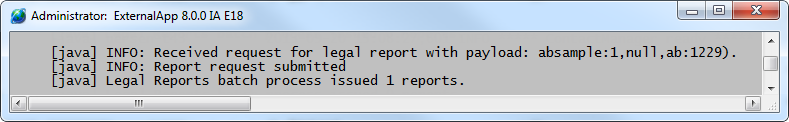 Administrator: ExternalApp 8.0.0 IA E18
[java] INFO: Received request for legal report with payload: absample:1,null,ab:1229).
[java] INFO: Report request submitted
[java] Legal Reports batch process issued 1 reports.